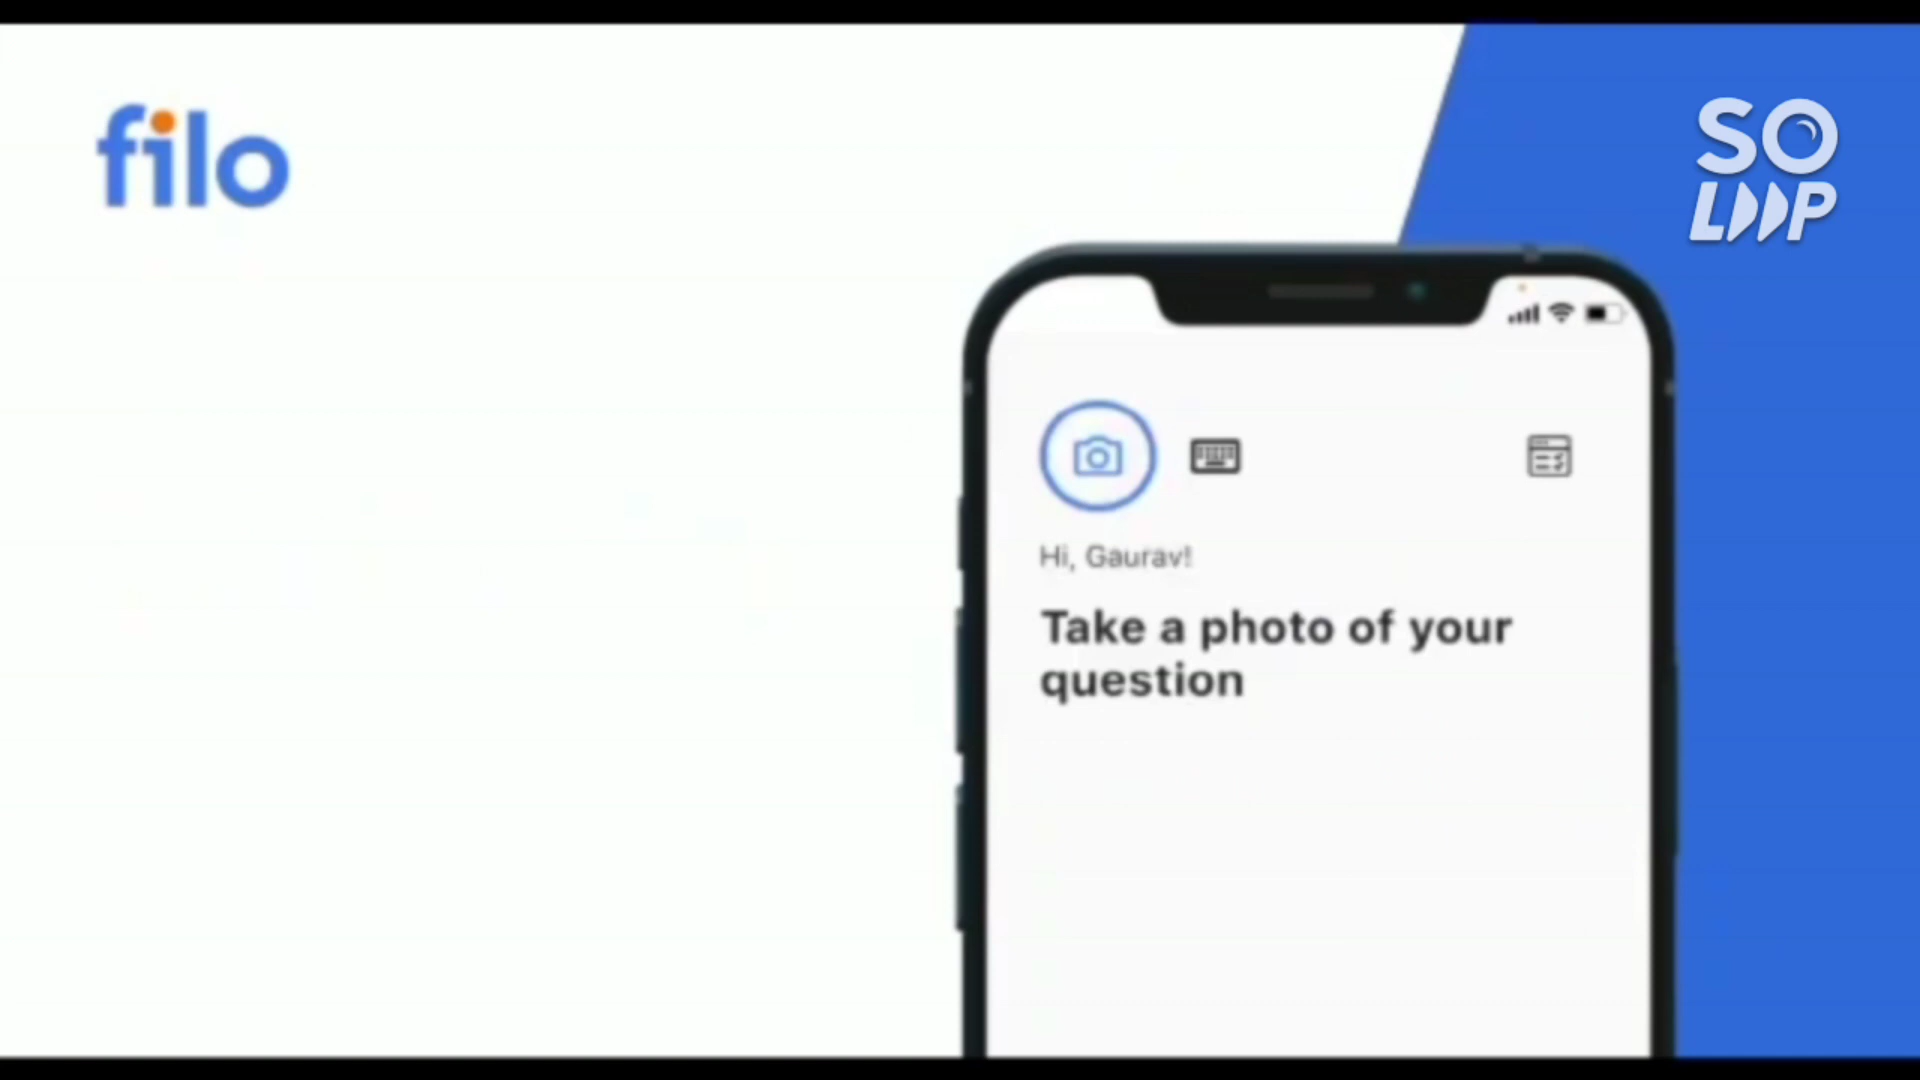 filo
SO
LOOP
Hi, Gaurav!
Take a photo of your
question